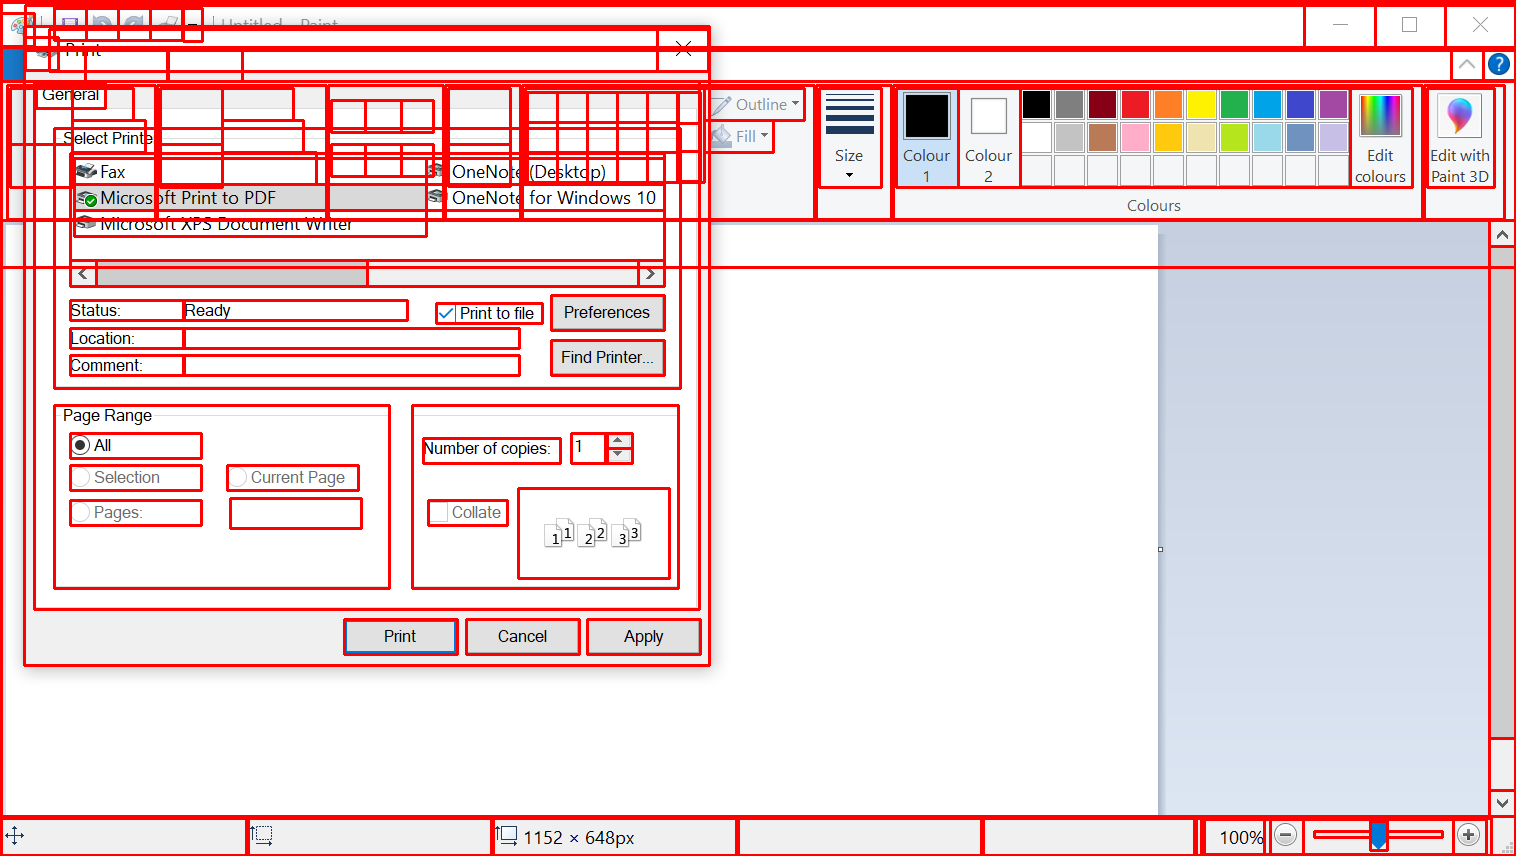 Untitled - Paint
Print
General
Select Printer
Fax
OneNote (Desktop)
Microsoft Print to PDF
OneNote for Windows 10
Microsoft XPS Document Writer
Status: Ready
Print to file
Preferences
Location:
Find Printer...
Comment:
Page Range
All
Selection
Current Page
Pages:
Number of copies: 1
Collate
1 1 2 2 3 3
Print
Cancel
Apply
Outline
Fill
Size
Colour
1
Colour
2
Edit
colours
Edit with
Paint 3D
Colours
1152 × 648px
100%